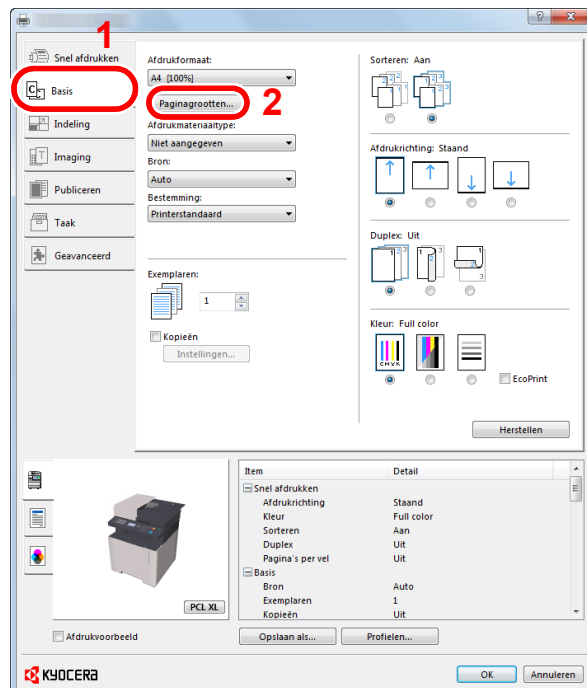 1
Snel afdrukken
Basis
Indeling
Imaging
Publiceren
Taak
Geavanceerd
Afdrukformaat:
A4 [100%]
Paginagrootten...
2
Afdrukmateriaaltype:
Niet aangegeven
Bron:
Auto
Bestemming:
Printerstandaard
Exemplaren:
1
Kopieën
Instellingen...
Sorteren: Aan
Afdrukrichting: Staand
Duplex: Uit
Kleur: Full color
CMYK
EcoPrint
Herstellen
Item Detail
Snel afdrukken
Afdrukrichting Staand
Kleur Full color
Sorteren Aan
Duplex Uit
Pagina's per vel Uit
Basis
Bron Auto
Exemplaren 1
Kopieën Uit
PCL XL
Afdrukvoorbeeld
Opslaan als...
Profielen...
KYOCERA
OK
Annuleren